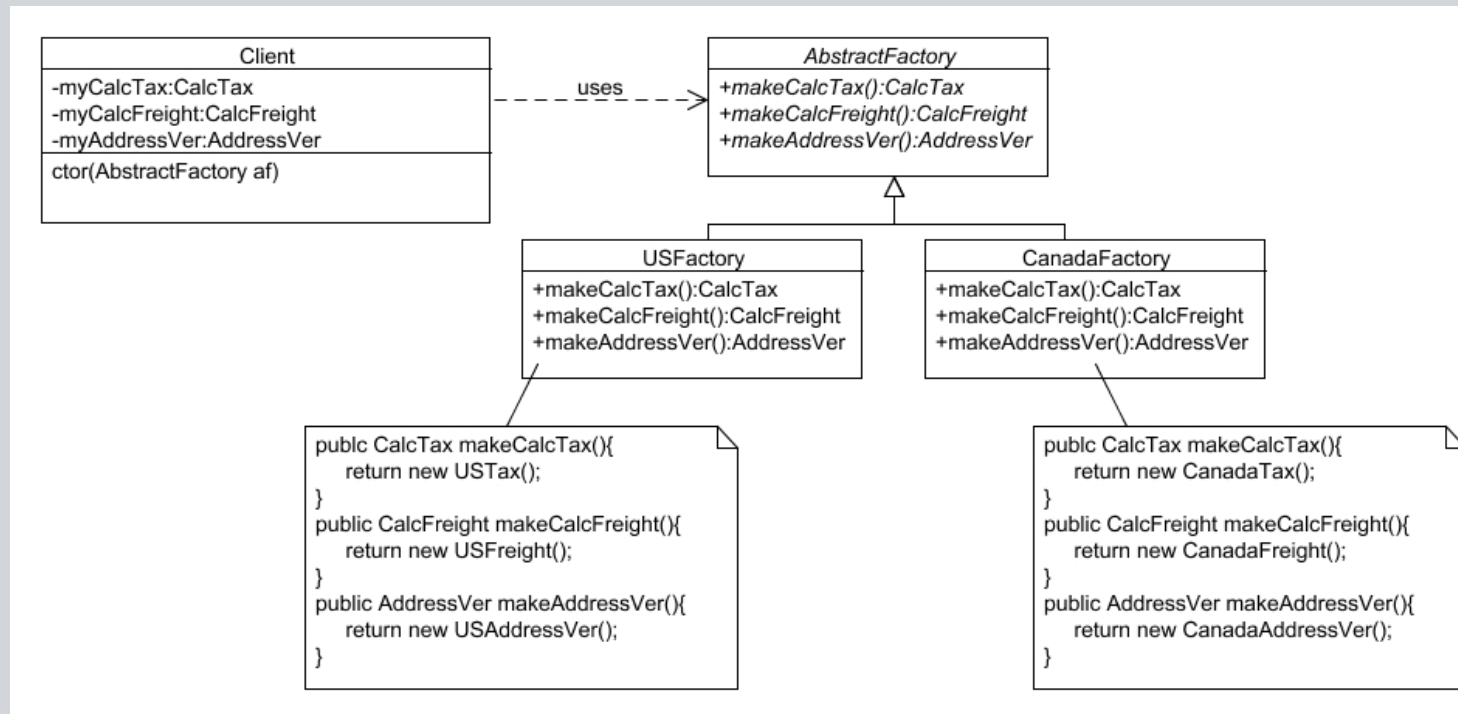 Client
-myCalcTax:CalcTax
-myCalcFreight:CalcFreight
-myAddressVer:AddressVer
ctor(AbstractFactory af)
uses
AbstractFactory
+makeCalcTax():CalcTax
+makeCalcFreight():CalcFreight
+makeAddressVer():AddressVer
USFactory
+makeCalcTax():CalcTax
+makeCalcFreight():CalcFreight
+makeAddressVer():AddressVer
CanadaFactory
+makeCalcTax():CalcTax
+makeCalcFreight():CalcFreight
+makeAddressVer():AddressVer
publc CalcTax makeCalcTax(){
return new USTax();
}
public CalcFreight makeCalcFreight(){
return new USFreight();
}
public AddressVer makeAddressVer(){
return new USAddressVer();
}
publc CalcTax makeCalcTax(){
return new CanadaTax();
}
public CalcFreight makeCalcFreight(){
return new CanadaFreight();
}
public AddressVer makeAddressVer(){
return new CanadaAddressVer();
}